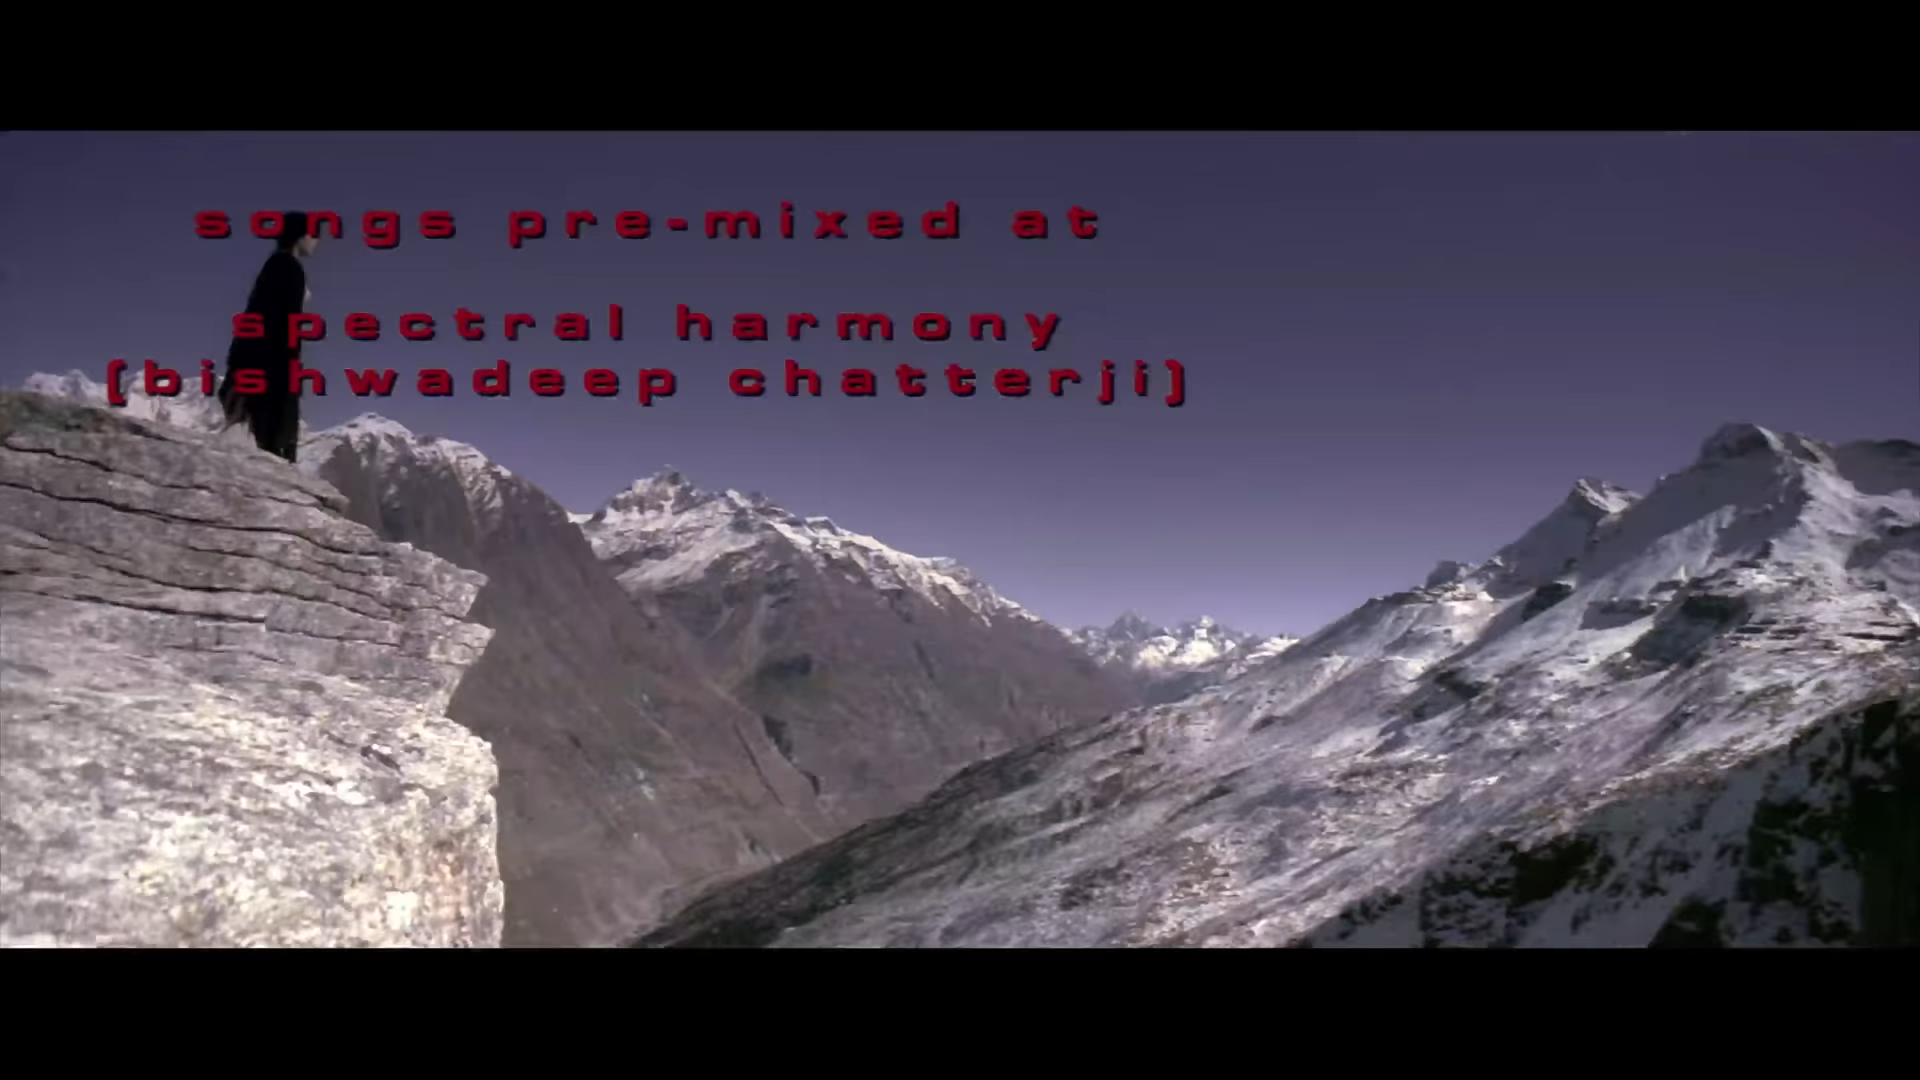 songs pre-mixed at
spectral harmony
(bishwadeep chatterji)